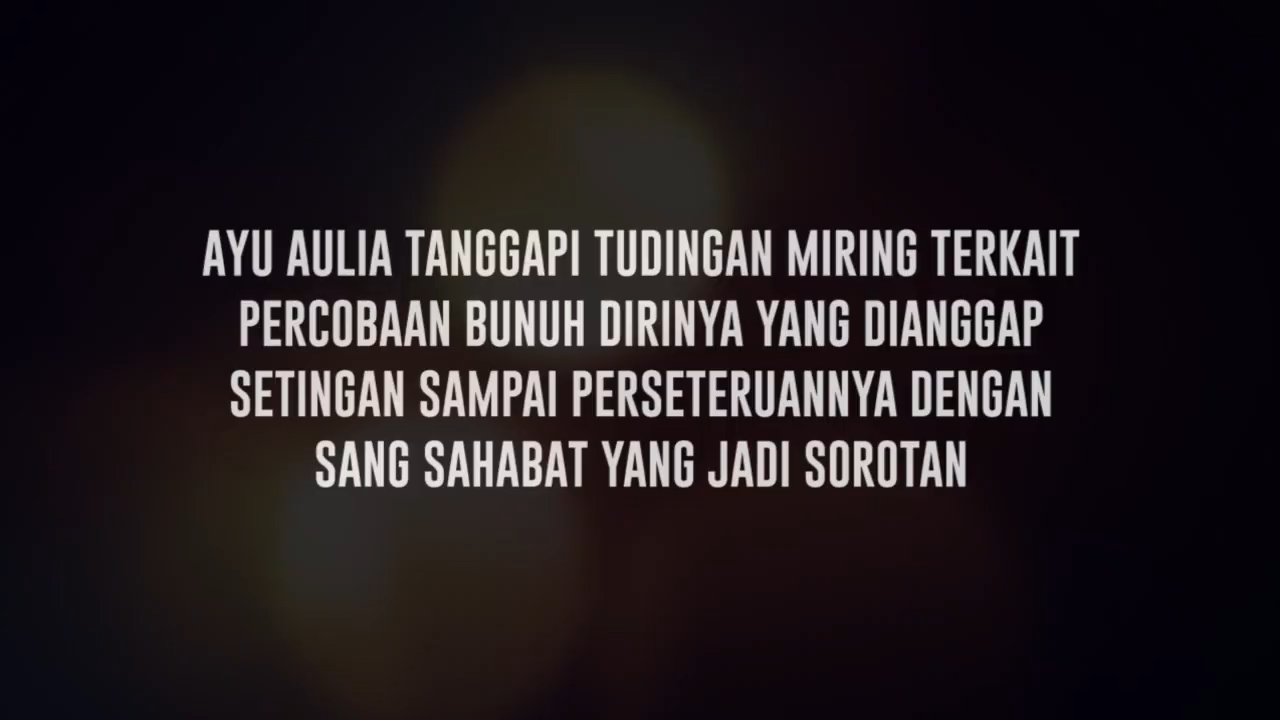 AYU AULIA TANGGAPI TUDINGAN MIRING TERKAIT
PERCOBAAN BUNUH DIRINYA YANG DIANGGAP
SETINGAN SAMPAI PERSETERUANNYA DENGAN
SANG SAHABAT YANG JADI SOROTAN